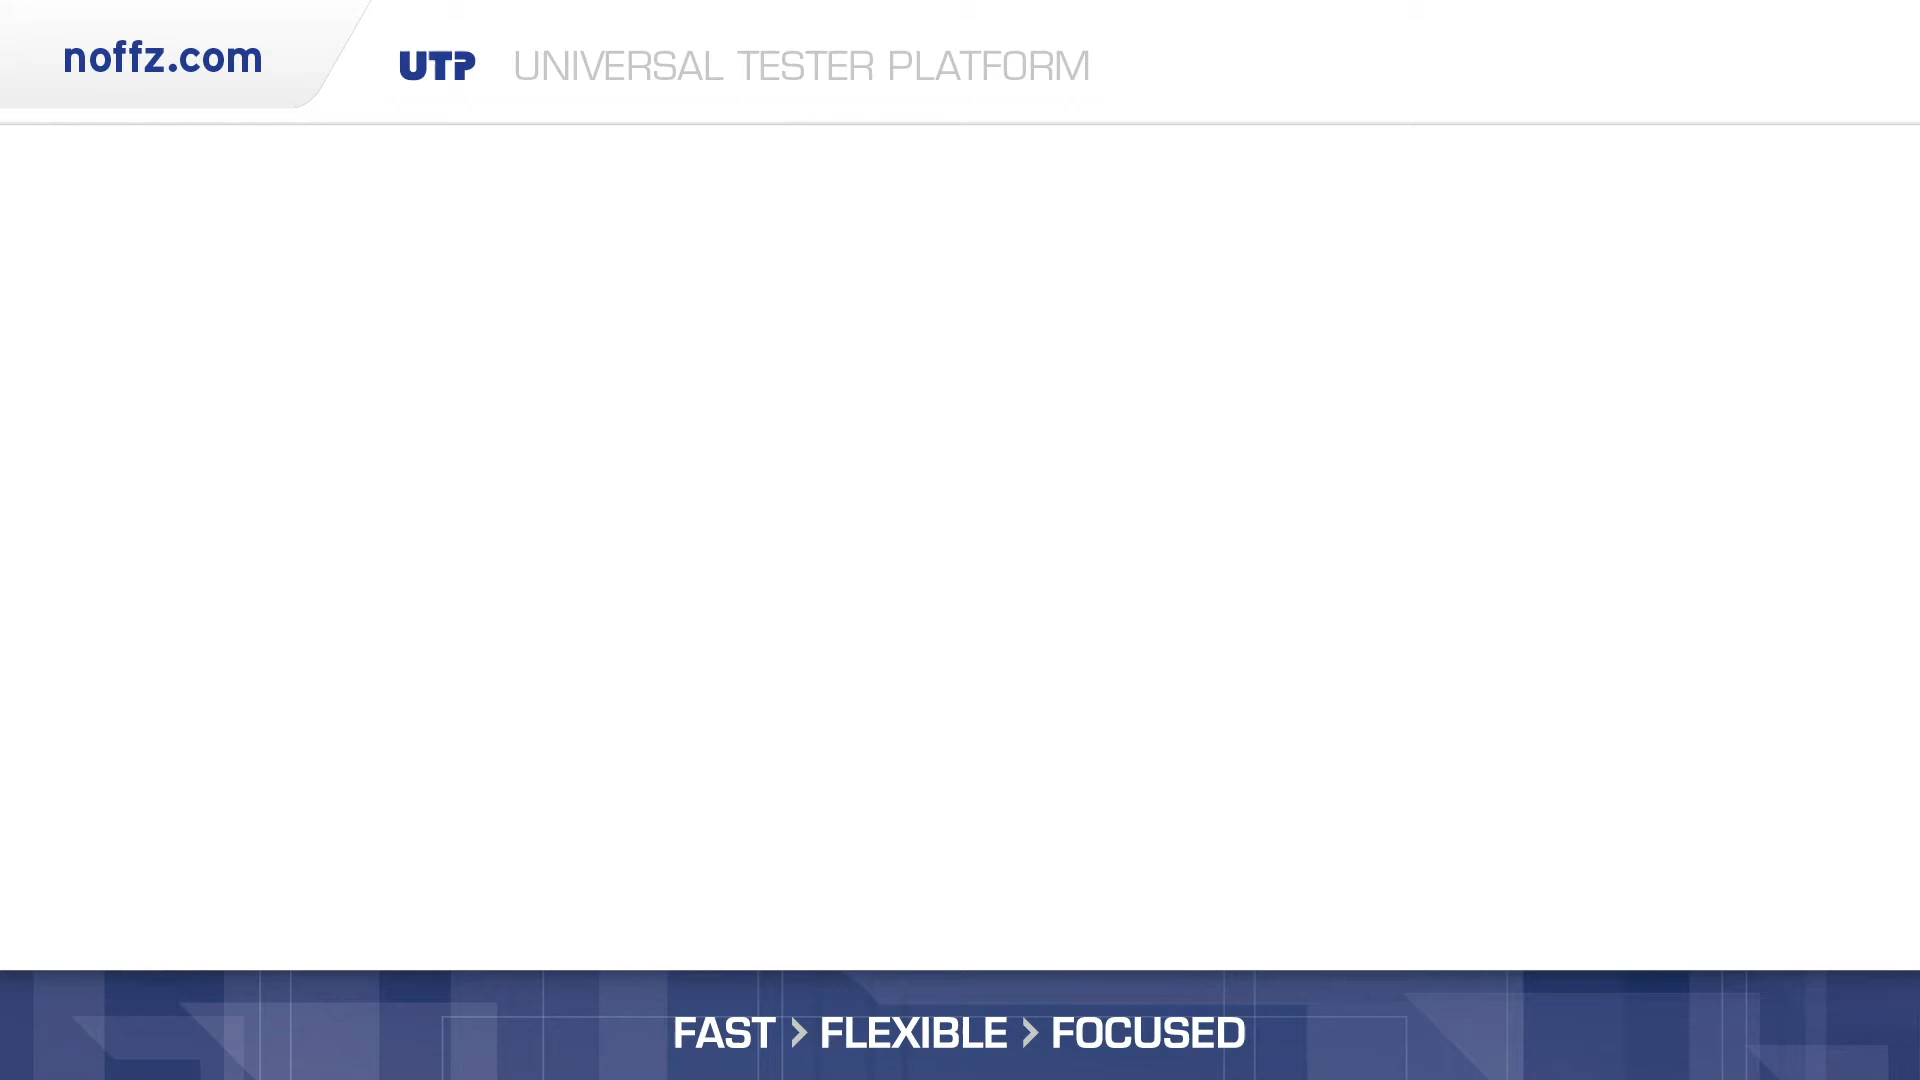 noffz.com
UTP UNIVERSAL TESTER PLATFORM
FAST > FLEXIBLE > FOCUSED